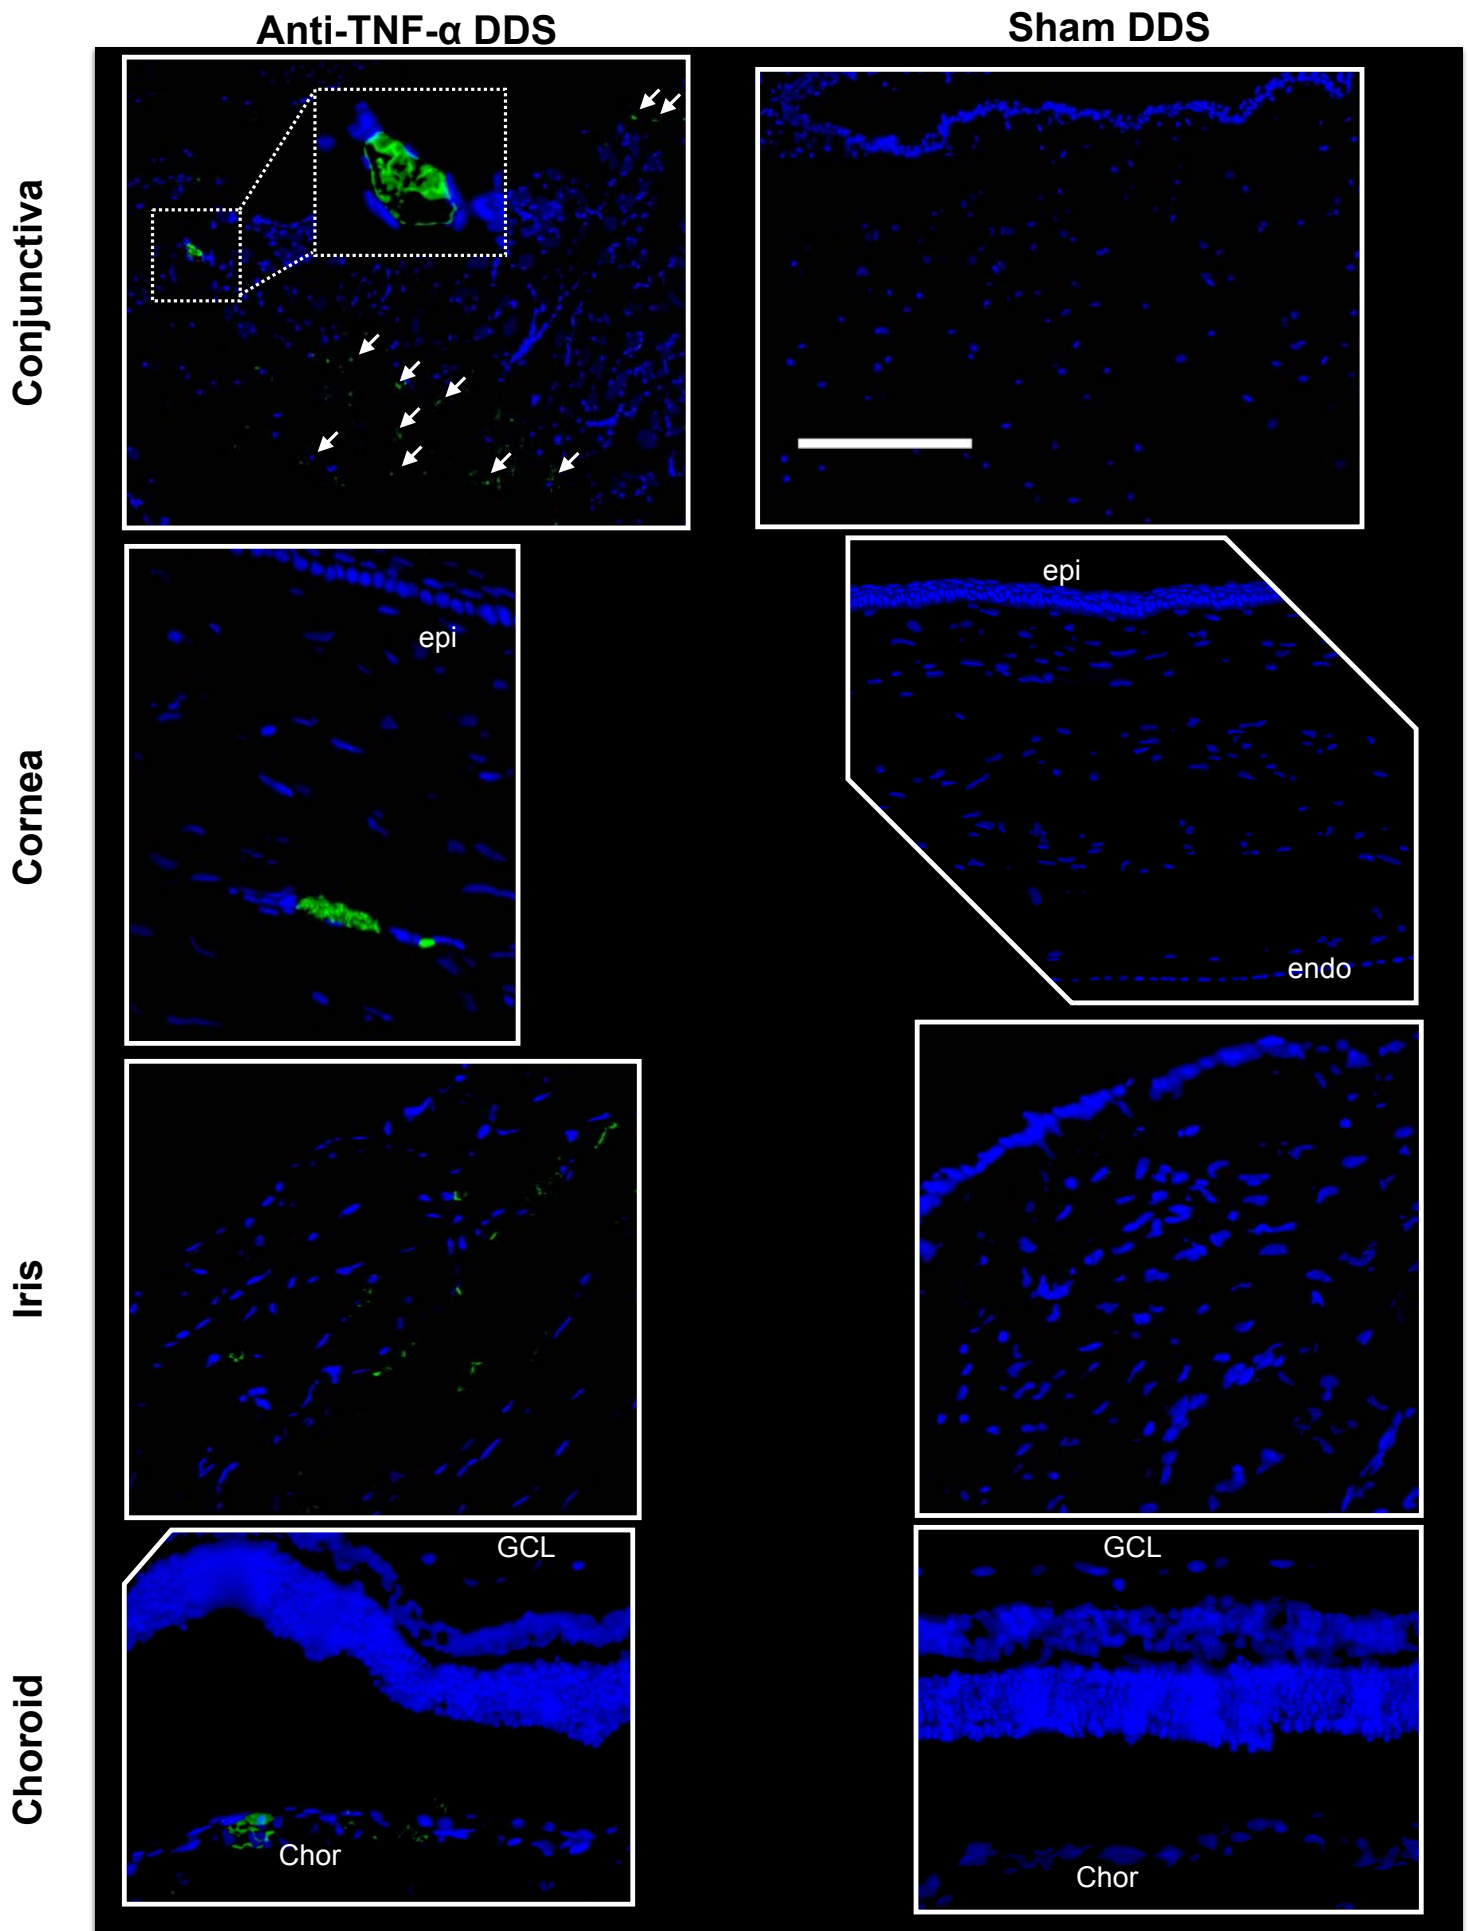 Anti-TNF-α DDS
Sham DDS
Conjunctiva
Cornea
epi
epi
endo
Iris
Choroid
GCL
Chor
GCL
Chor